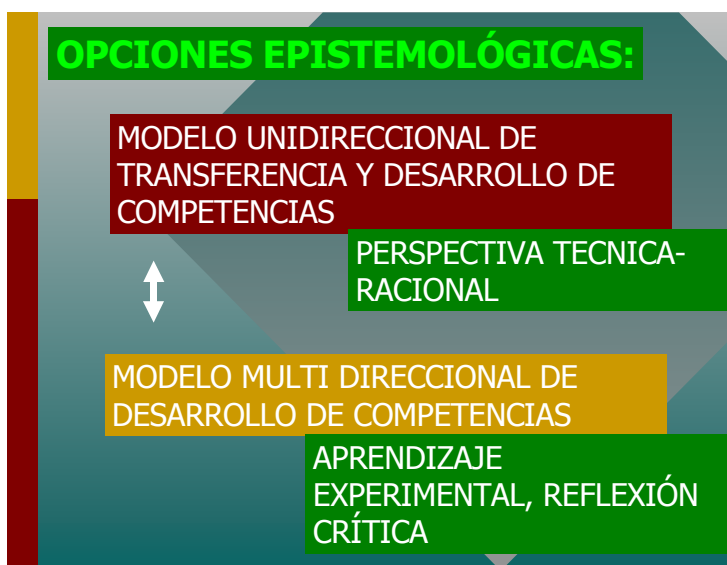 OPCIONES EPISTEMOLÓGICAS:
MODELO UNIDIRECCIONAL DE
TRANSFERENCIA Y DESARROLLO DE
COMPETENCIAS
PERSPECTIVA TECNICA-
RACIONAL
MODELO MULTI DIRECCIONAL DE
DESARROLLO DE COMPETENCIAS
APRENDIZAJE
EXPERIMENTAL, REFLEXIÓN
CRÍTICA